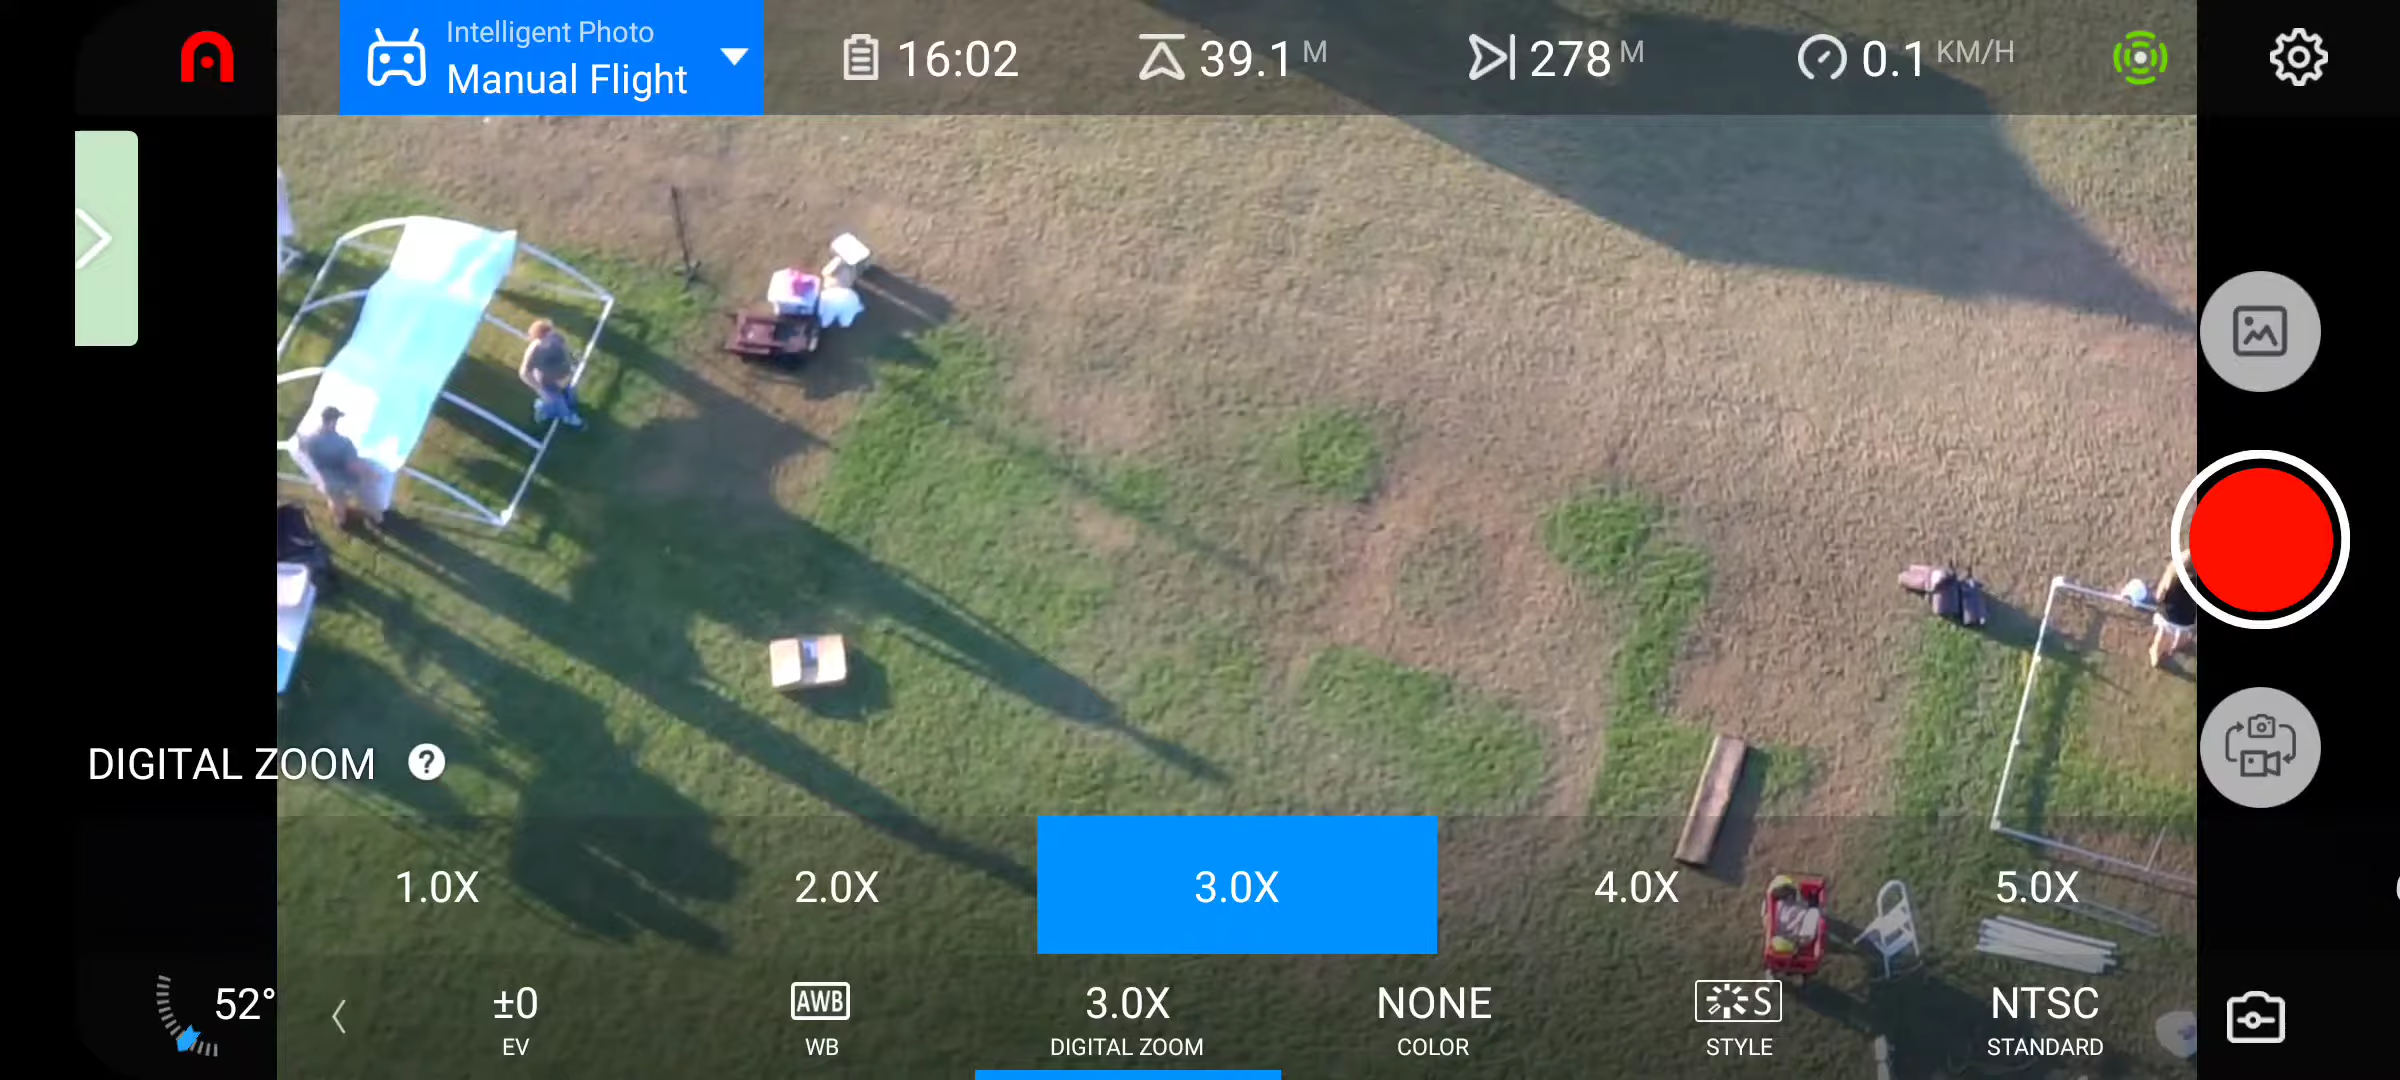 Intelligent Photo
Manual Flight
16:02
39.1 M
278 M
0.1 KM/H
DIGITAL ZOOM ?
1.0X 2.0X 3.0X 4.0X 5.0X
52°
±0 AWB 3.0X NONE S NTSC
EV WB DIGITAL ZOOM COLOR STYLE STANDARD